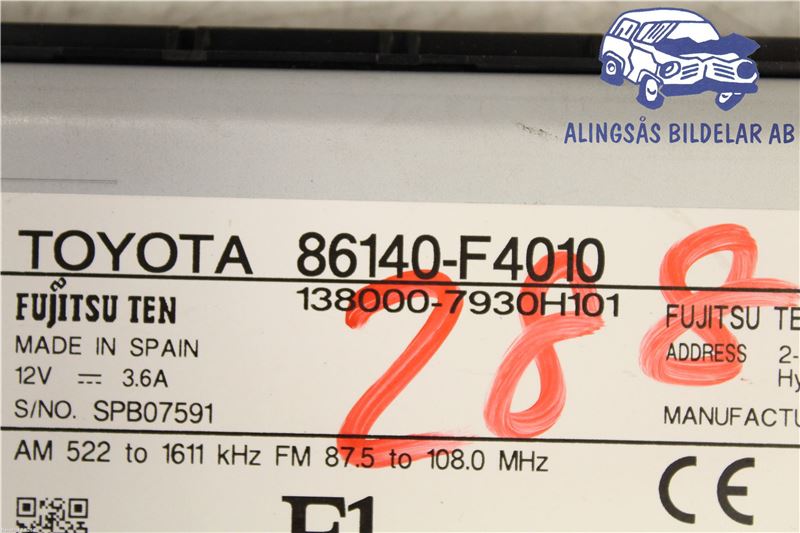 ALINGSÅS BILDELAR AB
TOYOTA 86140-F4010
288
FUJITSU TEN 138000-7930H101
MADE IN SPAIN
12V ⎓ 3.6A
S/NO. SPB07591
FUJITSU TE
ADDRESS 2-
Hy
MANUFACTU
AM 522 to 1611 kHz FM 87.5 to 108.0 MHz
CE
E1